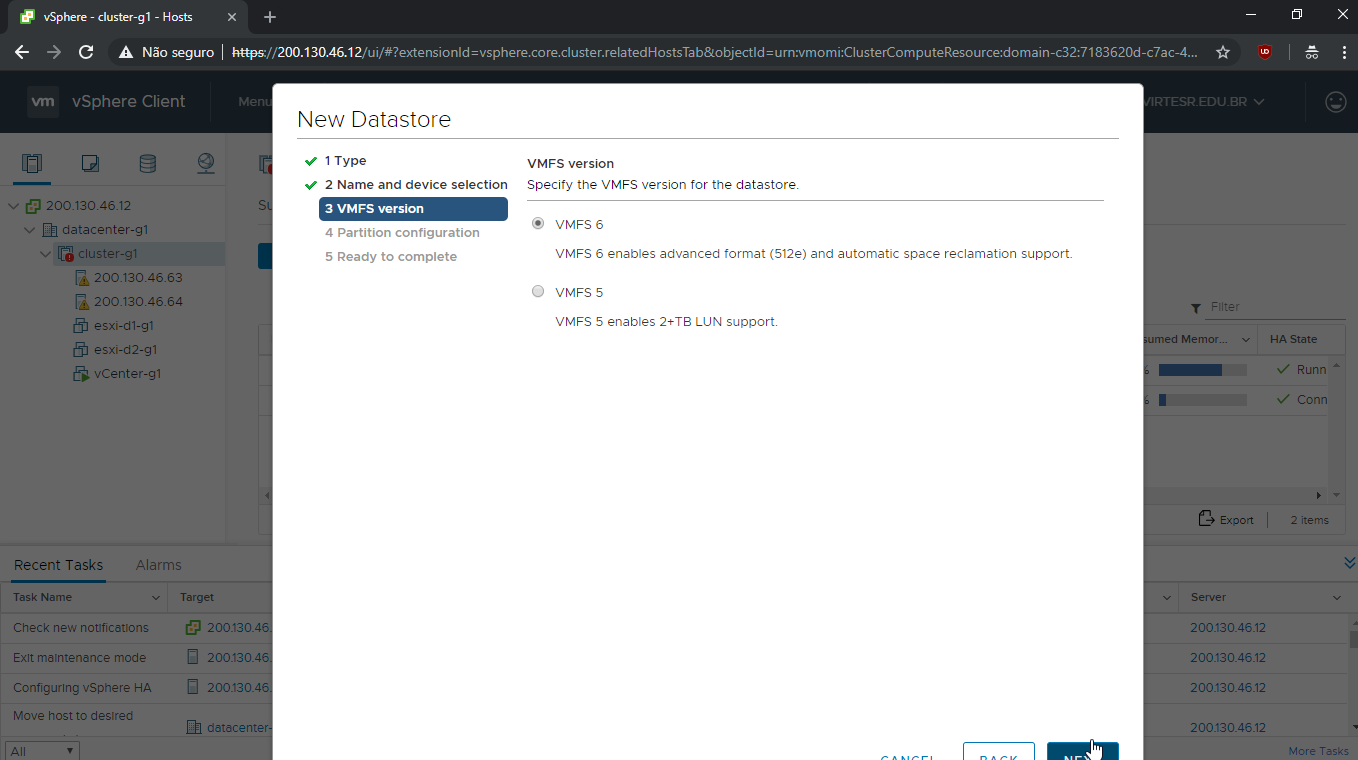 vSphere - cluster-g1 - Hosts
Não seguro
https://200.130.46.12/ui/#?extensionId=vsphere.core.cluster.relatedHostsTab&objectId=urn:vmomi:ClusterComputeResource:domain-c32:7183620d-c7ac-4...
vm
vSphere Client
Menu
VIRTESR.EDU.BR
New Datastore
1 Type
2 Name and device selection
3 VMFS version
4 Partition configuration
5 Ready to complete
VMFS version
Specify the VMFS version for the datastore.
VMFS 6
VMFS 6 enables advanced format (512e) and automatic space reclamation support.
VMFS 5
VMFS 5 enables 2+TB LUN support.
CANCEL
BACK
200.130.46.12
datacenter-g1
cluster-g1
200.130.46.63
200.130.46.64
esxi-d1-g1
esxi-d2-g1
vCenter-g1
Su
Filter
sumed Memor...
HA State
%
Runn
%
Conn
Export
2 items
Recent Tasks
Alarms
Task Name
Target
Server
Check new notifications
200.130.46.
200.130.46.12
Exit maintenance mode
200.130.46.
200.130.46.12
Configuring vSphere HA
200.130.46.
200.130.46.12
Move host to desired
datacenter-
200.130.46.12
All
More Tasks